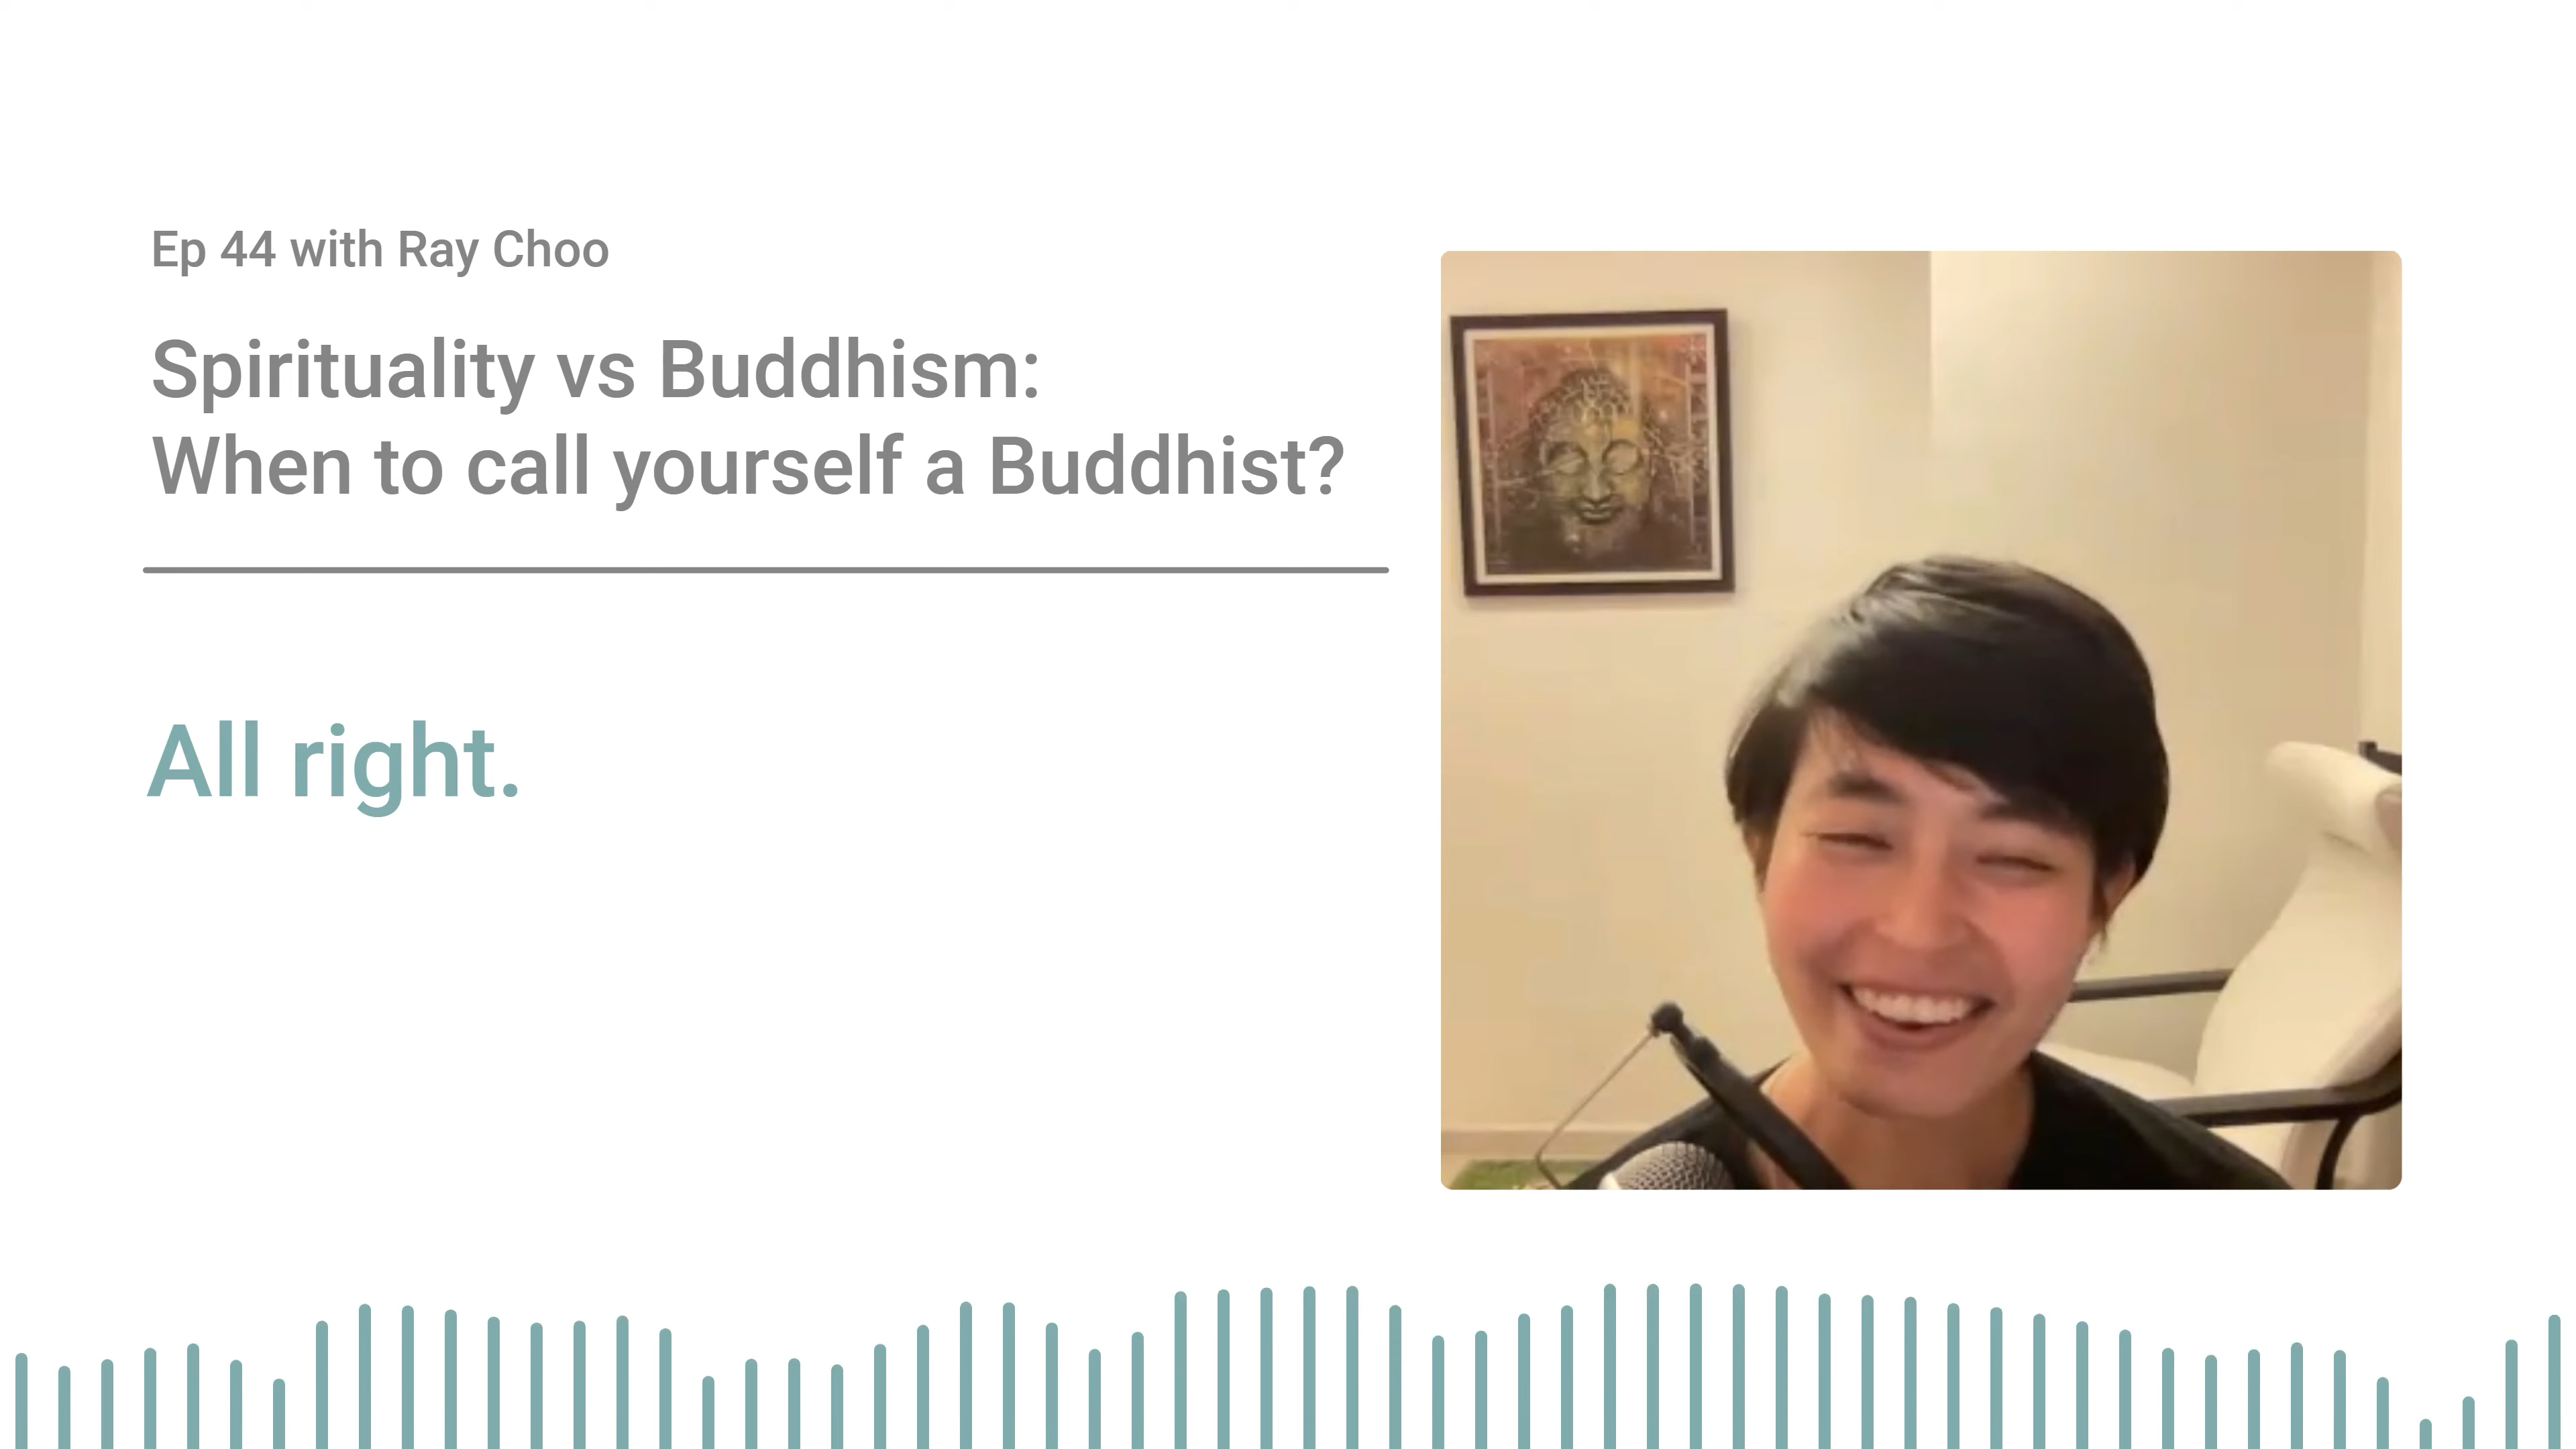 Ep 44 with Ray Choo
Spirituality vs Buddhism:
When to call yourself a Buddhist?
All right.